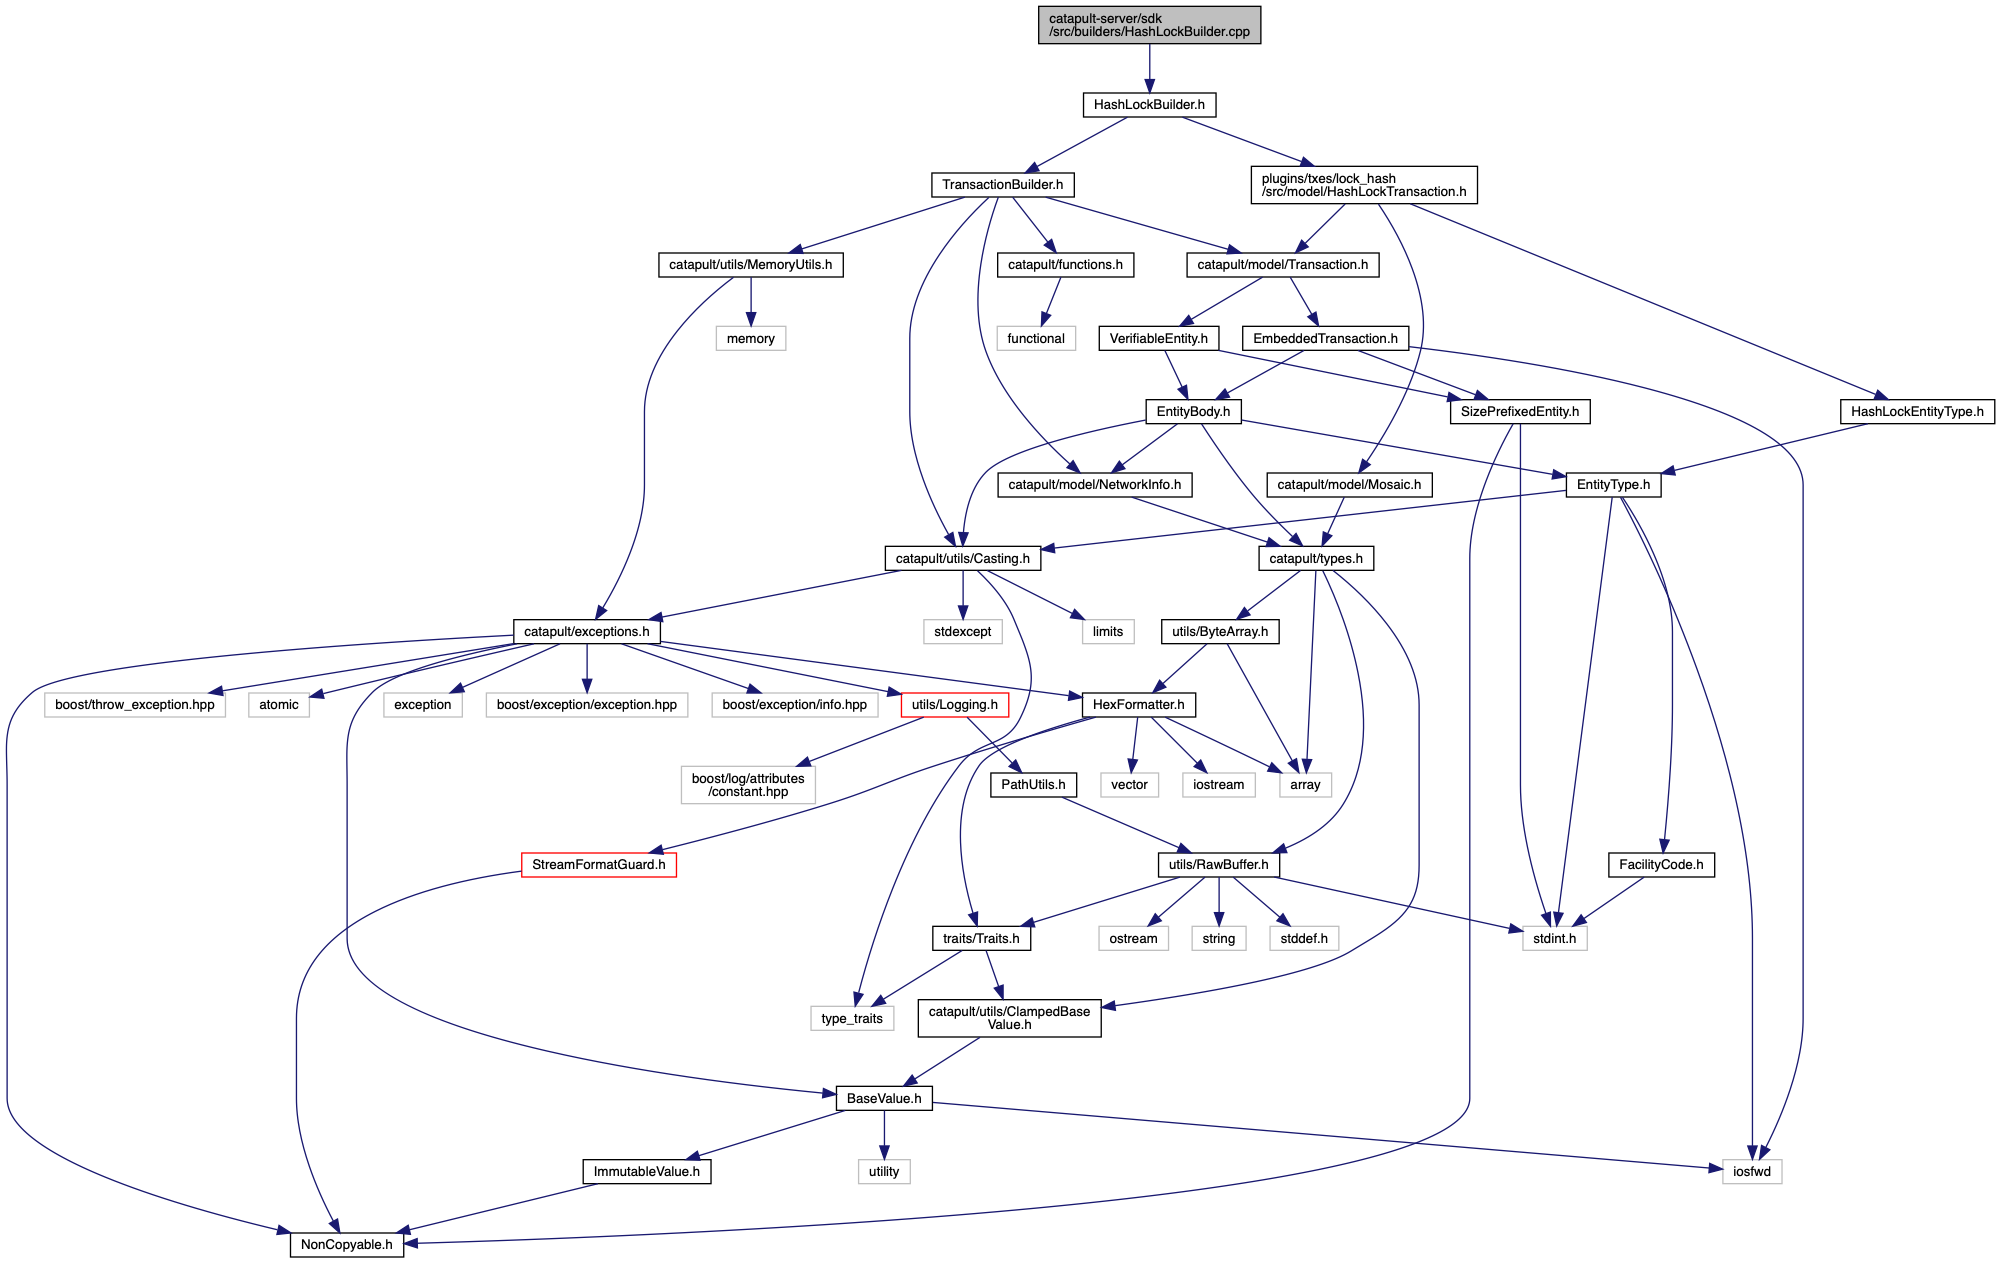 catapult-server/sdk
/src/builders/HashLockBuilder.cpp
HashLockBuilder.h
TransactionBuilder.h
plugins/txes/lock_hash
/src/model/HashLockTransaction.h
catapult/utils/MemoryUtils.h
catapult/functions.h
catapult/model/Transaction.h
memory
functional
VerifiableEntity.h
EmbeddedTransaction.h
EntityBody.h
SizePrefixedEntity.h
HashLockEntityType.h
catapult/model/NetworkInfo.h
catapult/model/Mosaic.h
EntityType.h
catapult/utils/Casting.h
catapult/types.h
catapult/exceptions.h
stdexcept
limits
utils/ByteArray.h
boost/throw_exception.hpp
atomic
exception
boost/exception/exception.hpp
boost/exception/info.hpp
utils/Logging.h
HexFormatter.h
boost/log/attributes
/constant.hpp
PathUtils.h
vector
iostream
array
StreamFormatGuard.h
utils/RawBuffer.h
FacilityCode.h
traits/Traits.h
ostream
string
stddef.h
stdint.h
type_traits
catapult/utils/ClampedBase
Value.h
BaseValue.h
ImmutableValue.h
utility
iosfwd
NonCopyable.h